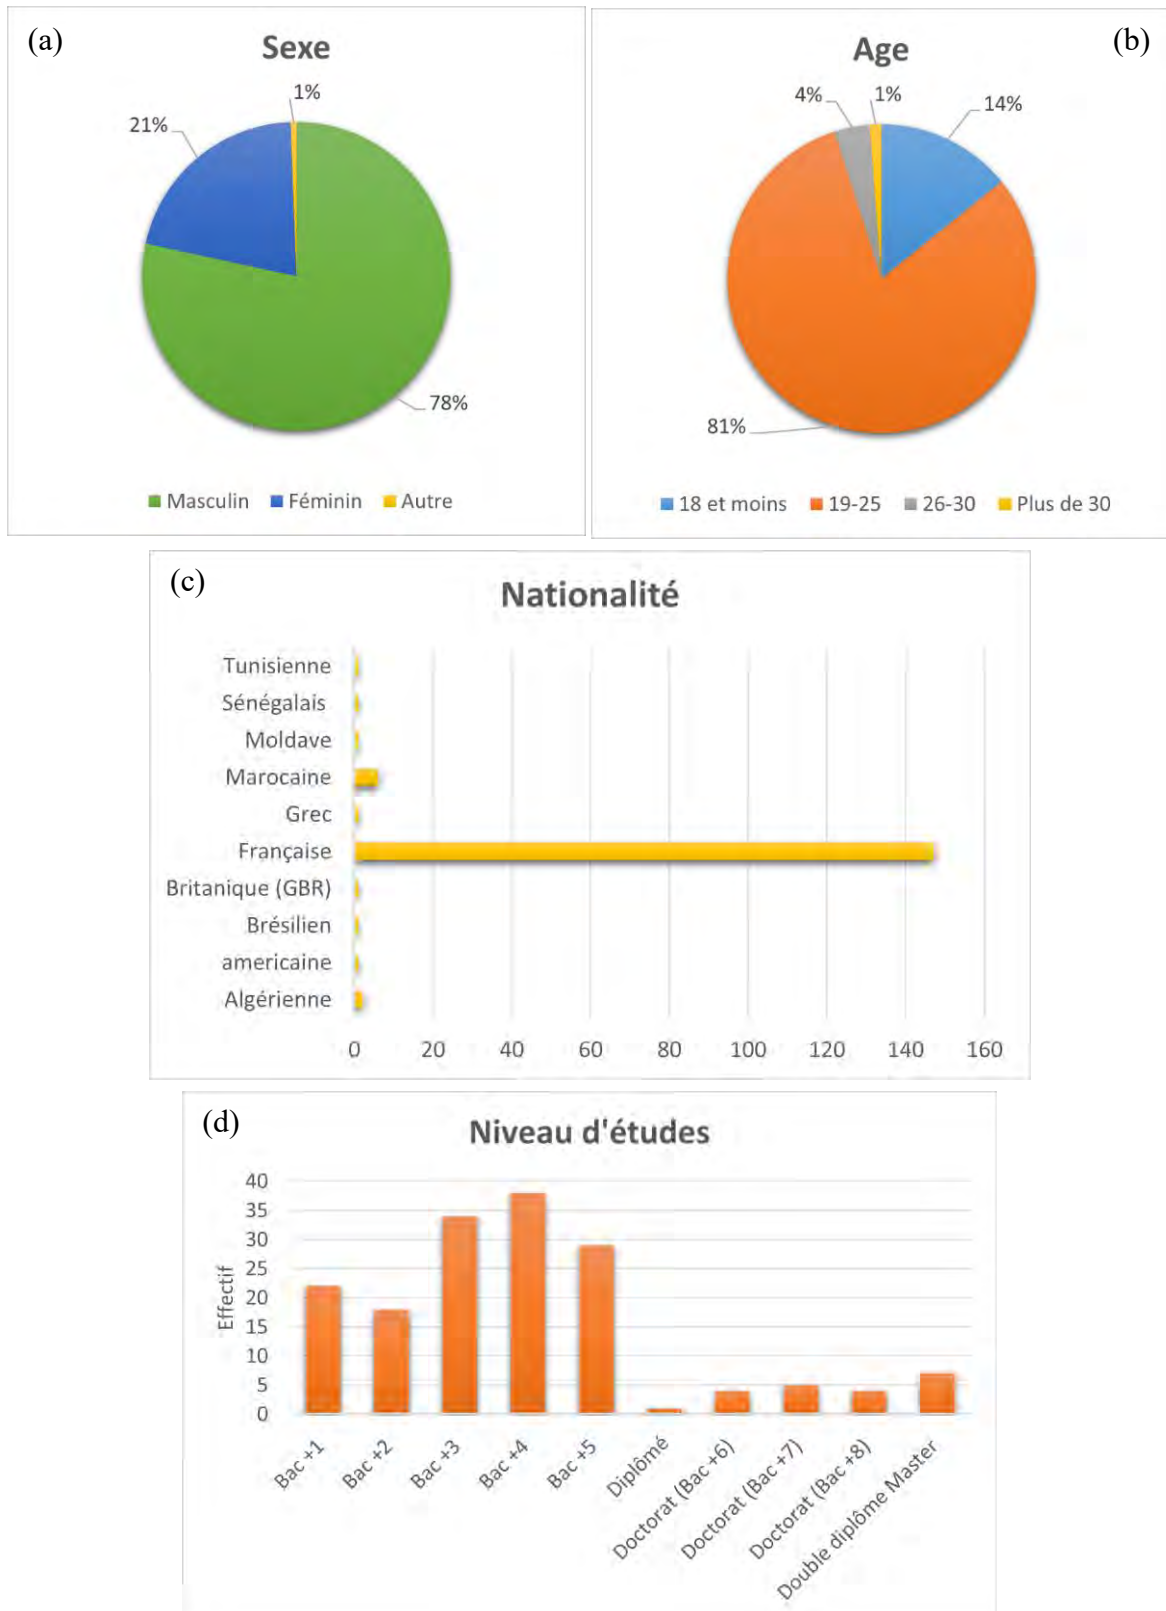 (a)
Sexe
1%
21%
78%
Masculin Féminin Autre
(b)
Age
4% 1% 14%
81%
18 et moins 19-25 26-30 Plus de 30
(c)
Nationalité
Tunisienne
Sénégalais
Moldave
Marocaine
Grec
Française
Britanique (GBR)
Brésilien
americaine
Algérienne
0 20 40 60 80 100 120 140 160
(d)
Niveau d'études
Effectif
40
35
30
25
20
15
10
5
0
Bac +1
Bac +2
Bac +3
Bac +4
Bac +5
Diplômé
Doctorat (Bac +6)
Doctorat (Bac +7)
Doctorat (Bac +8)
Double diplôme Master